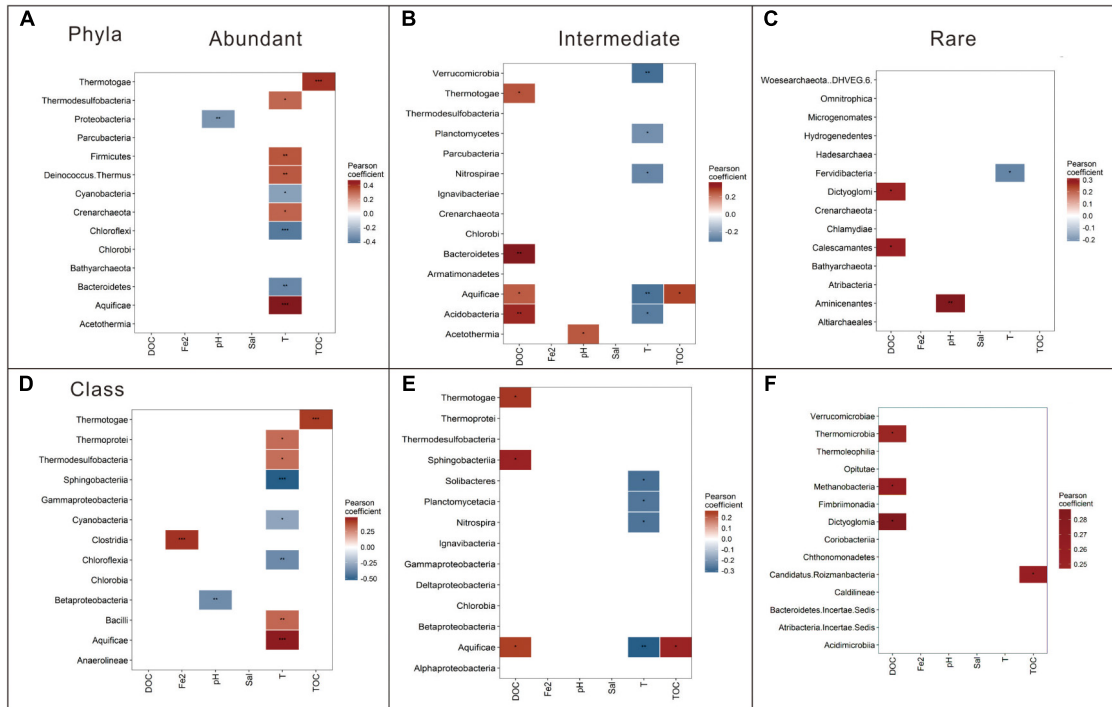 A
Phyla
Abundant
Thermotogae
Thermodesulfobacteria
Proteobacteria
Parcubacteria
Firmicutes
Deinococcus.Thermus
Cyanobacteria
Crenarchaeota
Chloroflexi
Chlorobi
Bathyarchaeota
Bacteroidetes
Aquificae
Acetothermia
***
*
**
**
**
*
*
***
**
***
DOC
Fe2
pH
Sal
T
TOC
Pearson
coefficient
0.4
0.2
0.0
-0.2
-0.4
B
Intermediate
Verrucomicrobia
Thermotogae
Thermodesulfobacteria
Planctomycetes
Parcubacteria
Nitrospirae
Ignavibacteriae
Crenarchaeota
Chlorobi
Bacteroidetes
Armatimonadetes
Aquificae
Acidobacteria
Acetothermia
**
*
*
*
**
* ** *
** *
*
DOC
Fe2
pH
Sal
T
TOC
Pearson
coefficient
0.2
0.0
-0.2
C
Rare
Woesearchaeota..DHVEG.6.
Omnitrophica
Microgenomates
Hydrogenedentes
Hadesarchaea
Fervidibacteria
Dictyoglomi
Crenarchaeota
Chlamydiae
Calescamantes
Bathyarchaeota
Atribacteria
Aminicenantes
Altiarchaeales
*
*
*
**
DOC
Fe2
pH
Sal
T
TOC
Pearson
coefficient
0.3
0.2
0.1
0.0
-0.1
-0.2
D
Class
Thermotogae
Thermoprotei
Thermodesulfobacteria
Sphingobacteriia
Gammaproteobacteria
Cyanobacteria
Clostridia
Chloroflexia
Chlorobia
Betaproteobacteria
Bacilli
Aquificae
Anaerolineae
***
*
*
***
*
***
**
**
**
***
DOC
Fe2
pH
Sal
T
TOC
Pearson
coefficient
0.25
0.00
-0.25
-0.50
E
Thermotogae
Thermoprotei
Thermodesulfobacteria
Sphingobacteriia
Solibacteres
Planctomycetacia
Nitrospira
Ignavibacteria
Gammaproteobacteria
Deltaproteobacteria
Chlorobia
Betaproteobacteria
Aquificae
Alphaproteobacteria
*
*
*
*
*
* ** *
DOC
Fe2
pH
Sal
T
TOC
Pearson
coefficient
0.2
0.1
0.0
-0.1
-0.2
-0.3
F
Verrucomicrobiae
Thermomicrobia
Thermoleophilia
Opitutae
Methanobacteria
Fimbriimonadia
Dictyoglomia
Coriobacteriia
Chthonomonadetes
Candidatus.Roizmanbacteria
Caldilineae
Bacteroidetes.Incertae.Sedis
Atribacteria.Incertae.Sedis
Acidimicrobiia
*
*
*
*
DOC
Fe2
pH
Sal
T
TOC
Pearson
coefficient
0.28
0.27
0.26
0.25